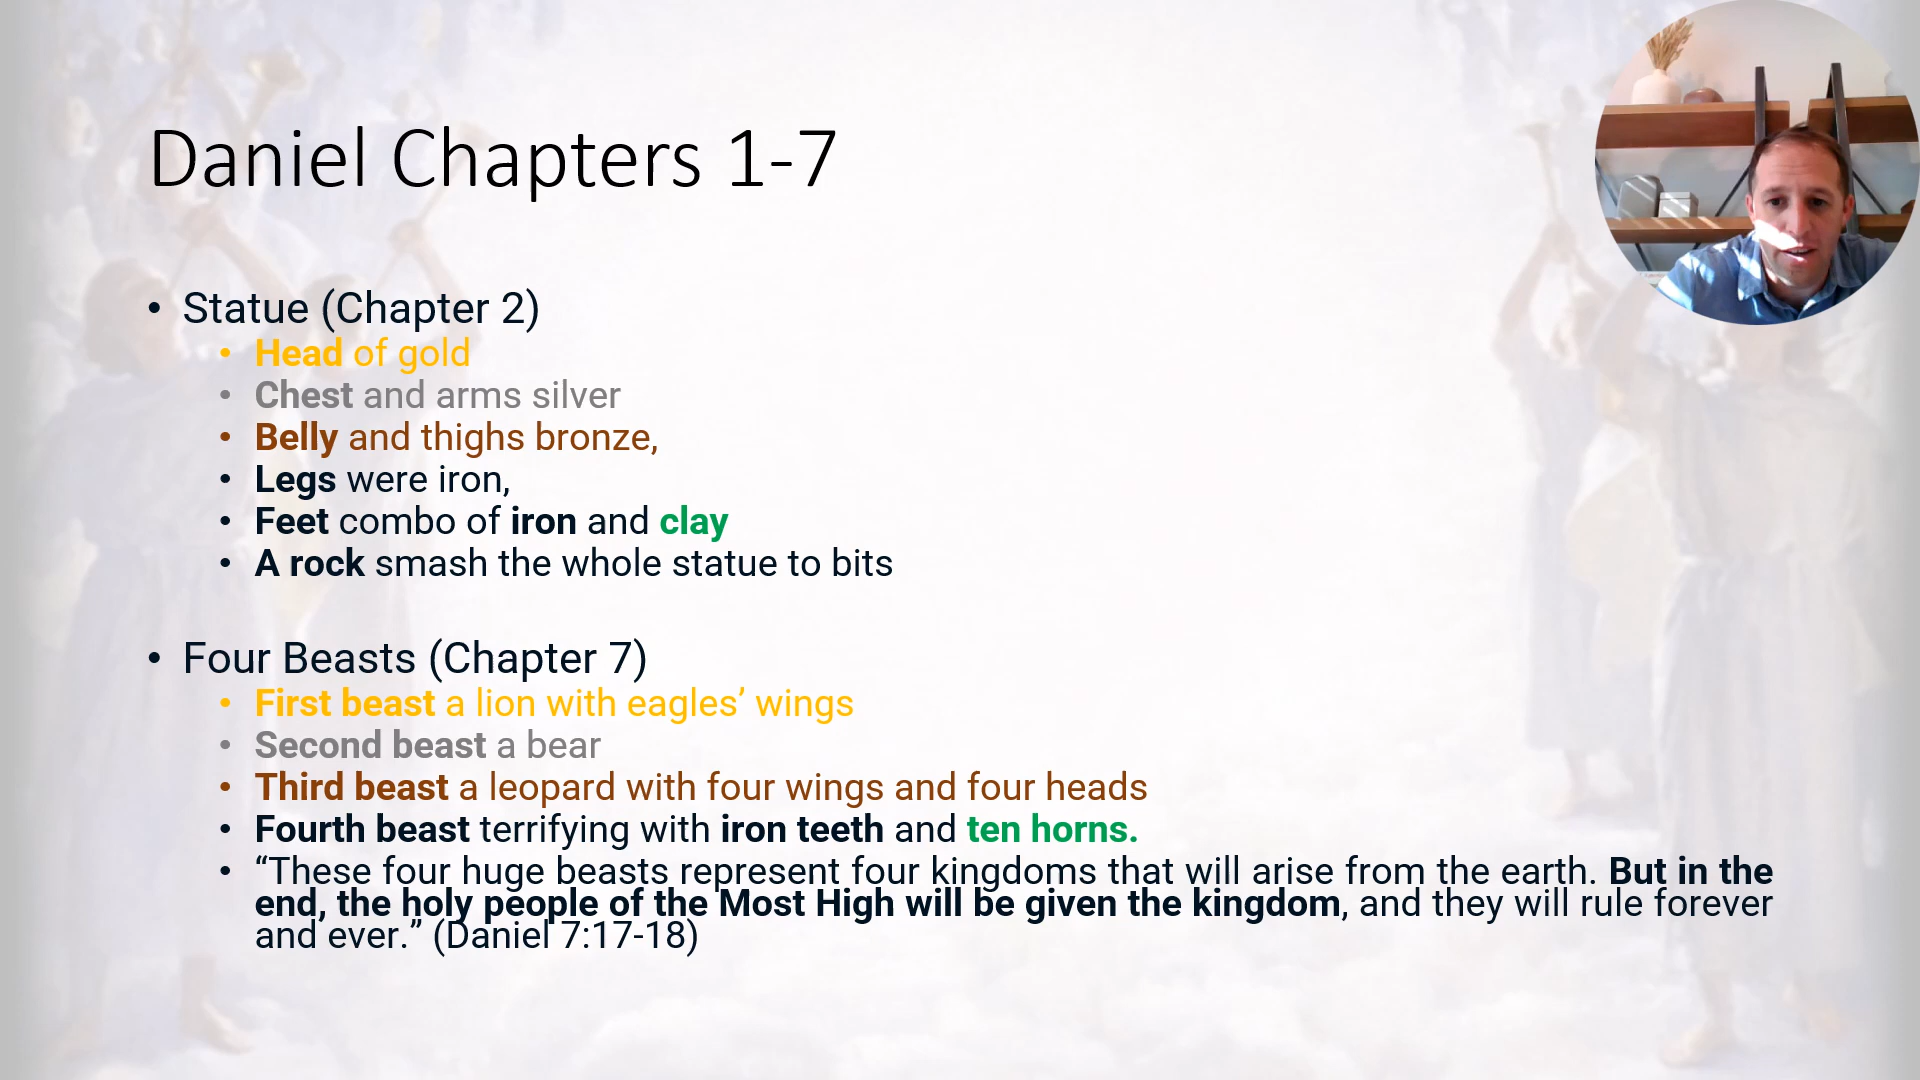 Daniel Chapters 1-7
• Statue (Chapter 2)
• Head of gold
• Chest and arms silver
• Belly and thighs bronze,
• Legs were iron,
• Feet combo of iron and clay
• A rock smash the whole statue to bits
• Four Beasts (Chapter 7)
• First beast a lion with eagles’ wings
• Second beast a bear
• Third beast a leopard with four wings and four heads
• Fourth beast terrifying with iron teeth and ten horns.
• “These four huge beasts represent four kingdoms that will arise from the earth. But in the
end, the holy people of the Most High will be given the kingdom, and they will rule forever
and ever.” (Daniel 7:17-18)